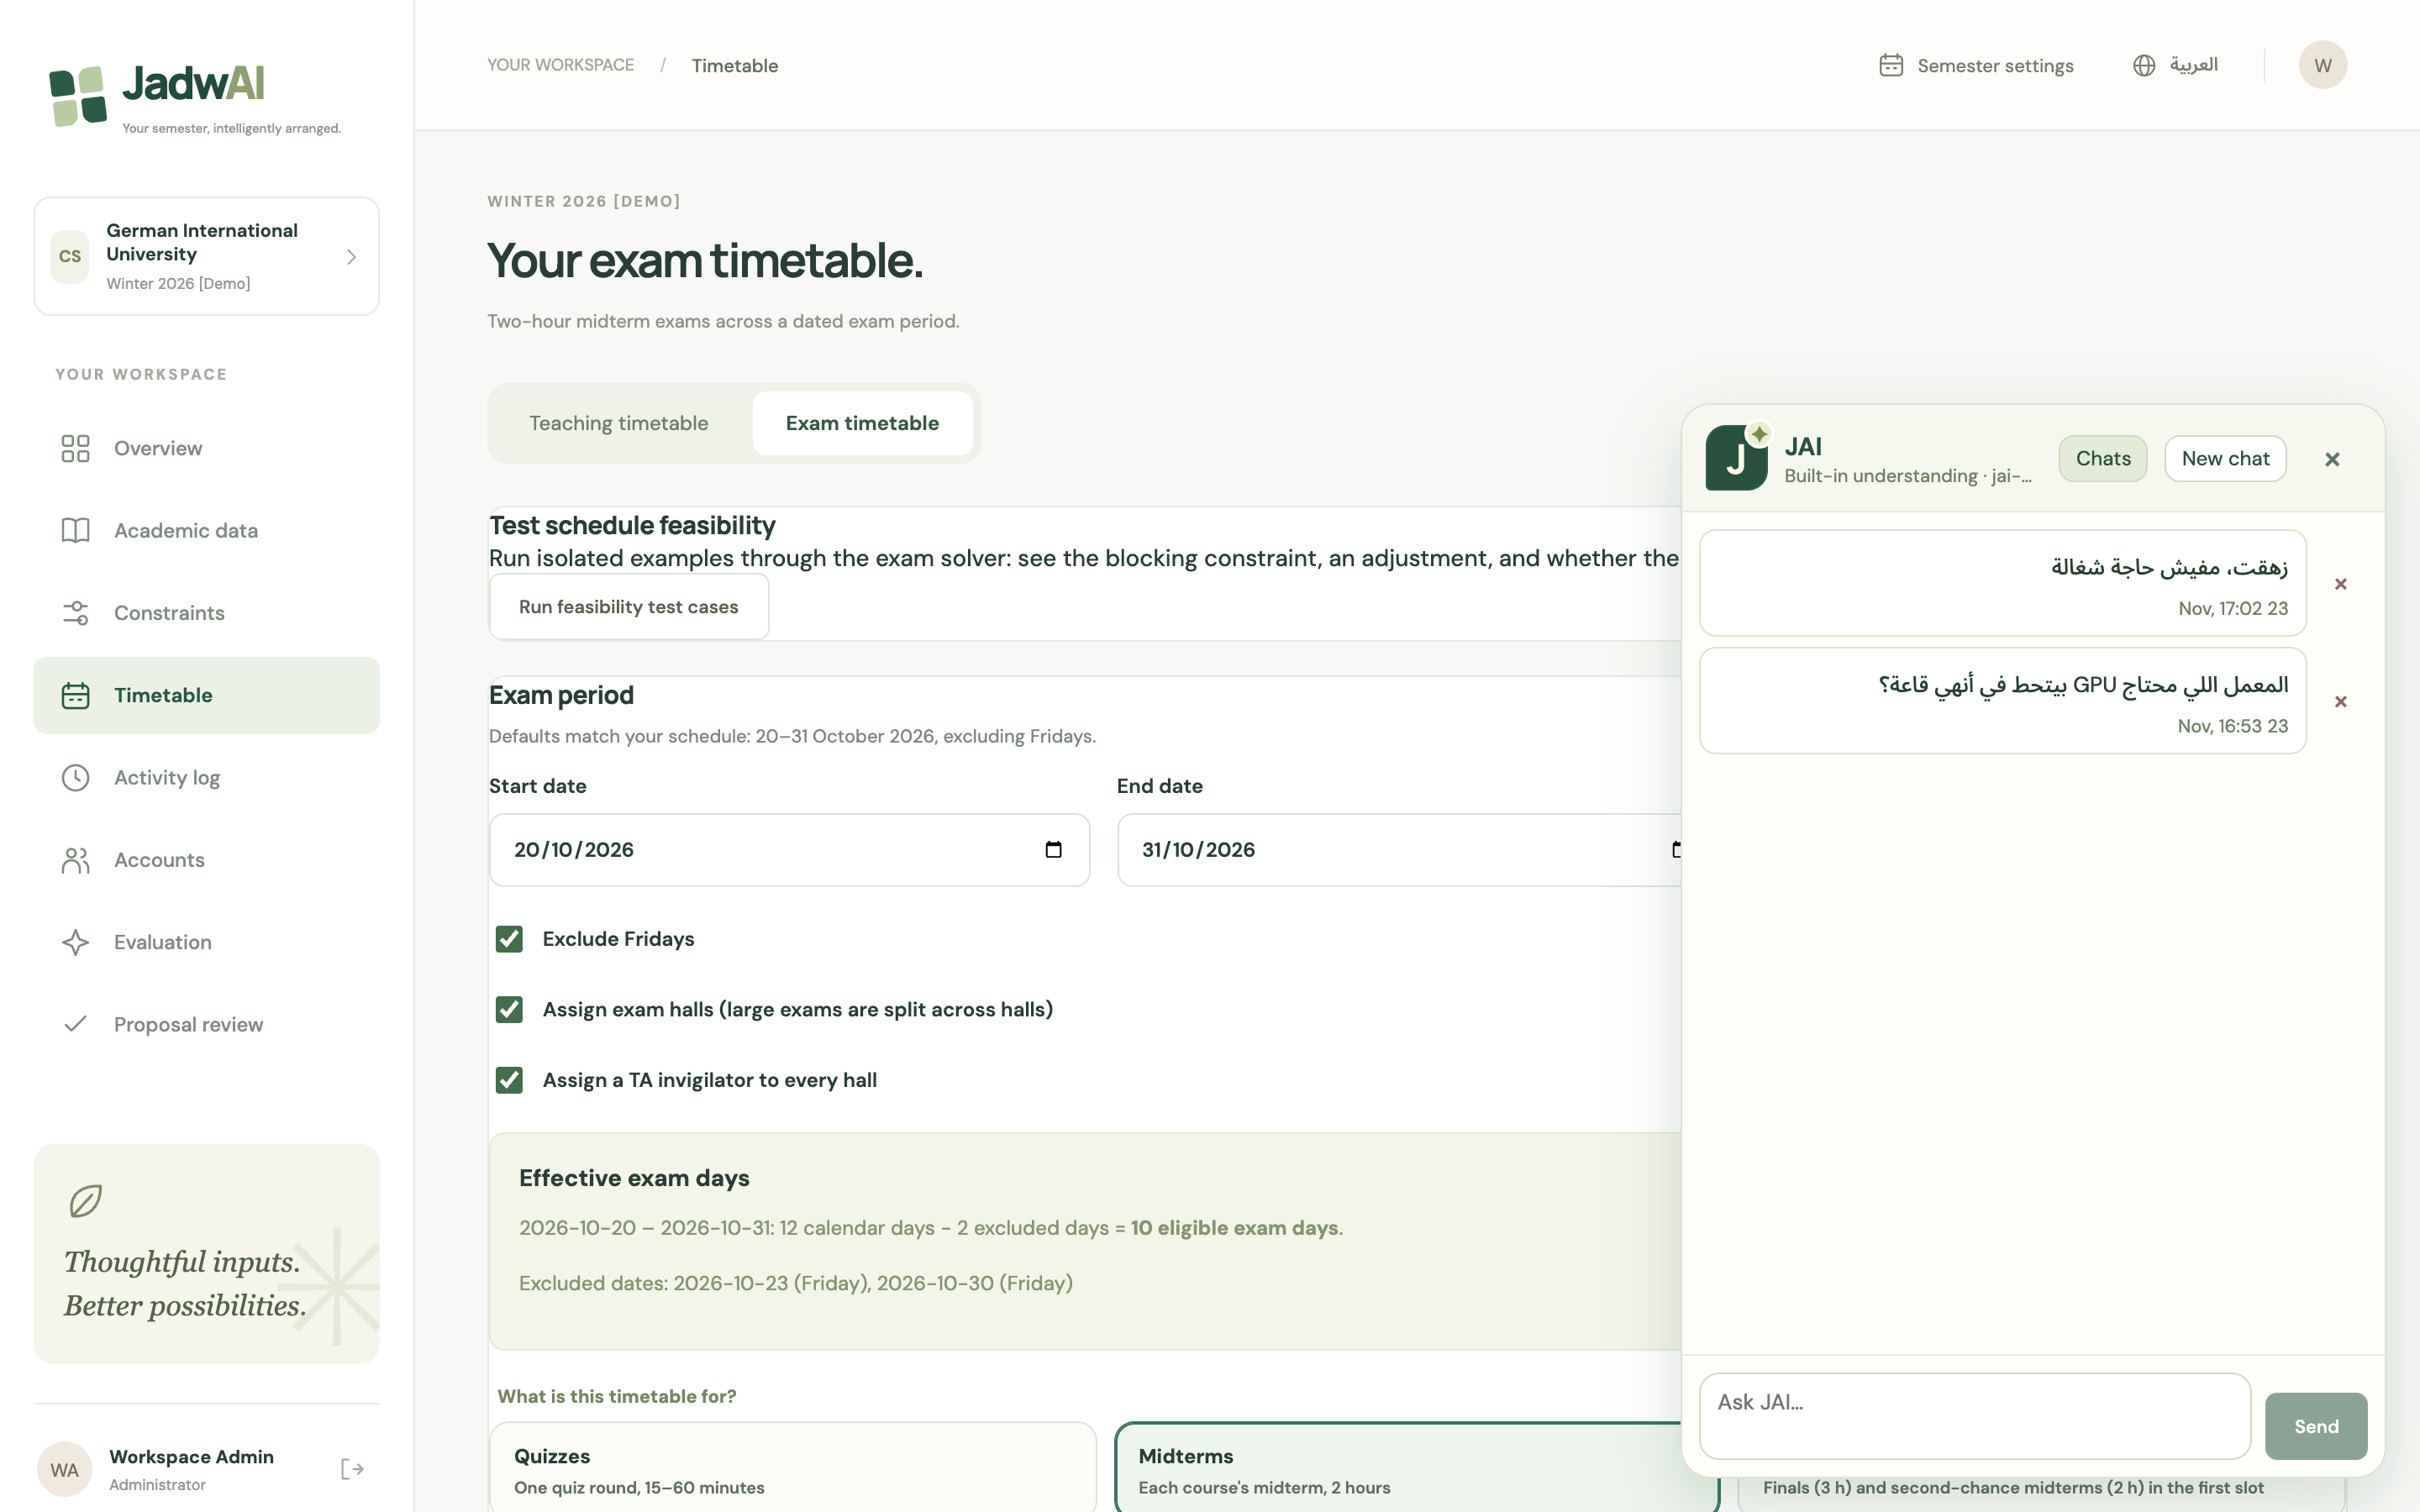 JadwAI
Your semester, intelligently arranged.
CS
German International
University
Winter 2026 [Demo]
YOUR WORKSPACE
Overview
Academic data
Constraints
Timetable
Activity log
Accounts
Evaluation
Proposal review
Thoughtful inputs.
Better possibilities.
WA
Workspace Admin
Administrator
YOUR WORKSPACE / Timetable
Semester settings
العربية
W
WINTER 2026 [DEMO]
Your exam timetable.
Two-hour midterm exams across a dated exam period.
Teaching timetable
Exam timetable
Test schedule feasibility
Run isolated examples through the exam solver: see the blocking constraint, an adjustment, and whether the
Run feasibility test cases
Exam period
Defaults match your schedule: 20–31 October 2026, excluding Fridays.
Start date
End date
20/10/2026
31/10/2026
Exclude Fridays
Assign exam halls (large exams are split across halls)
Assign a TA invigilator to every hall
Effective exam days
2026-10-20 – 2026-10-31: 12 calendar days - 2 excluded days = 10 eligible exam days.
Excluded dates: 2026-10-23 (Friday), 2026-10-30 (Friday)
What is this timetable for?
Quizzes
One quiz round, 15–60 minutes
Midterms
Each course's midterm, 2 hours
Finals (3 h) and second-chance midterms (2 h) in the first slot
J
JAI
Built-in understanding · jai-...
Chats
New chat
×
زهقت، مفيش حاجة شغالة
Nov, 17:02 23
×
المعمل اللي محتاج GPU بيتحط في أنهي قاعة؟
Nov, 16:53 23
×
Ask JAI...
Send